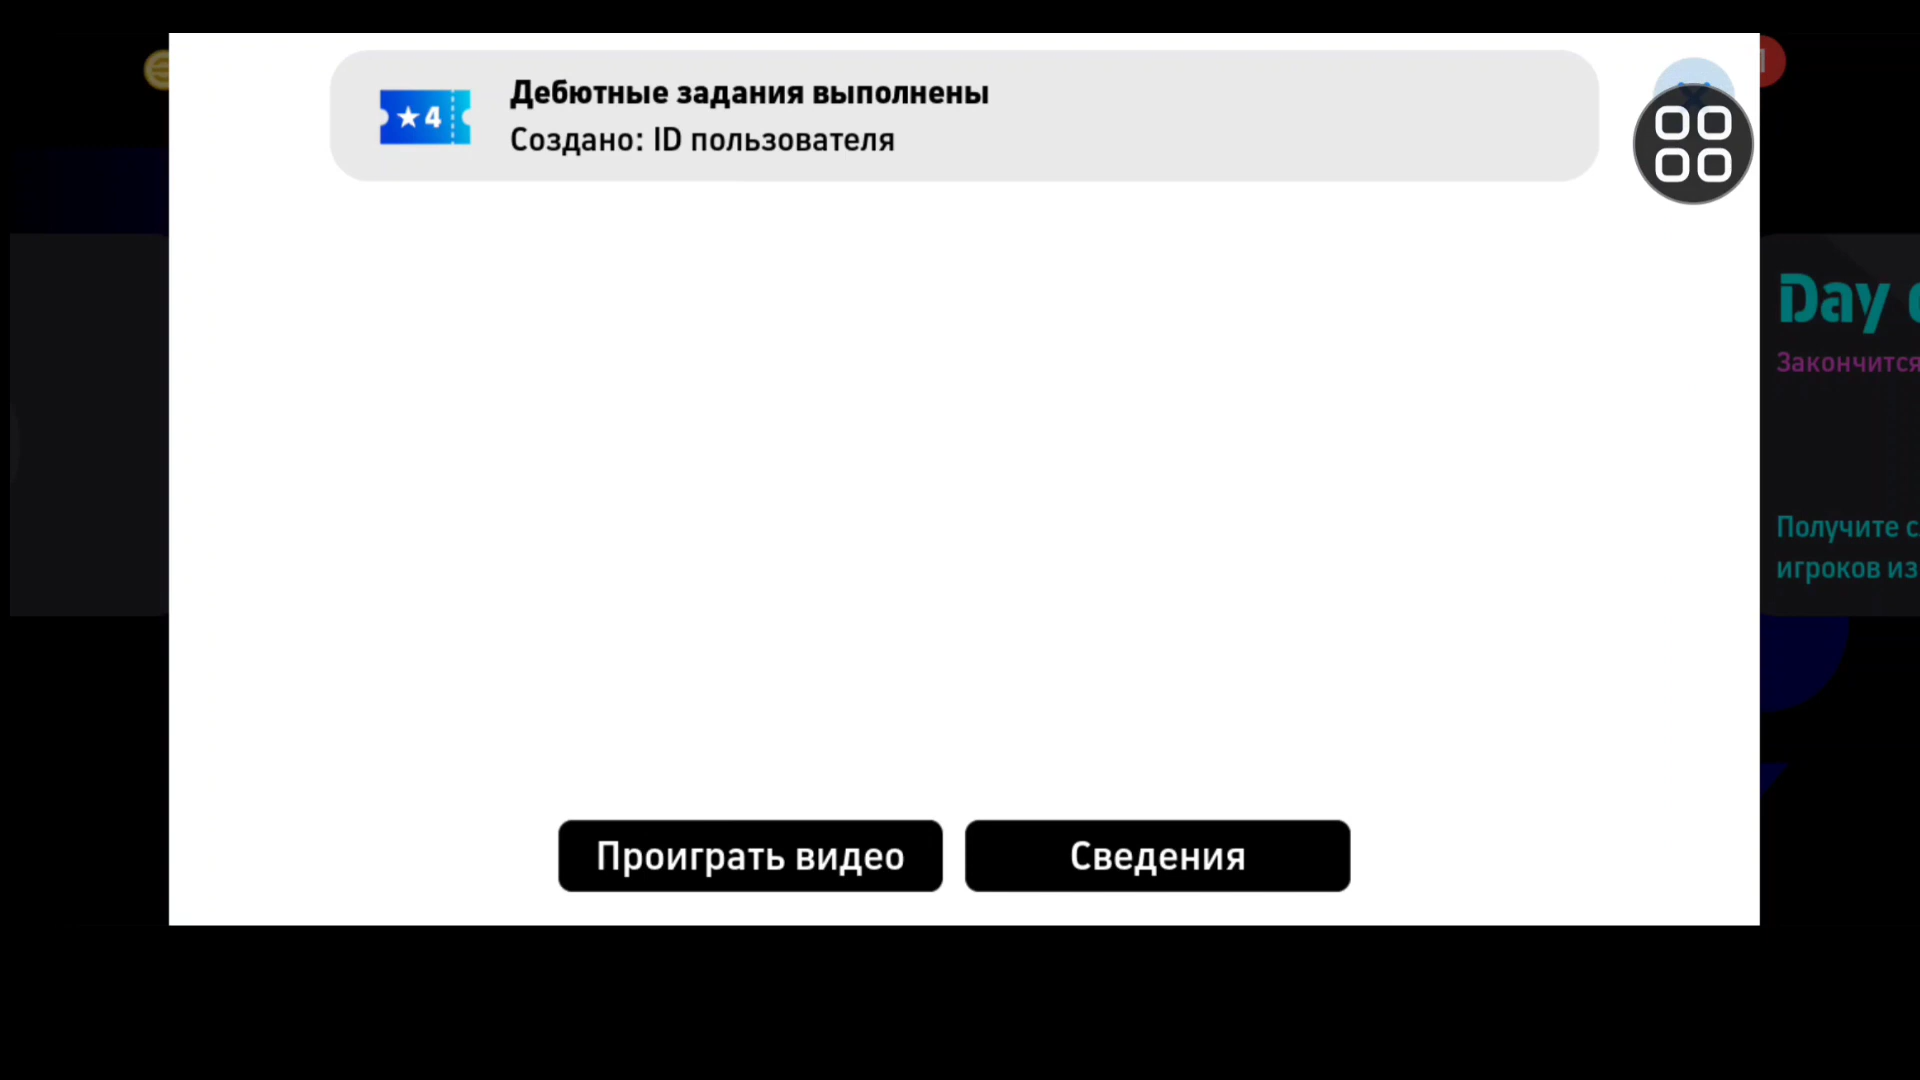 ★4
Дебютные задания выполнены
Создано: ID пользователя
Day
Закончится
Получите
игроков из
Проиграть видео
Сведения